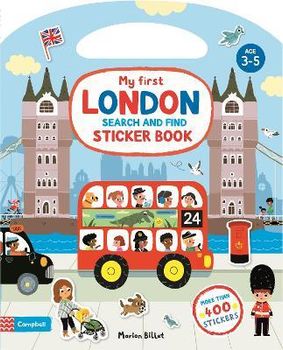 AGE
3-5
My first
LONDON
SEARCH AND FIND
STICKER BOOK
24
MORE THAN
400
STICKERS
Campbell
Marion Billet